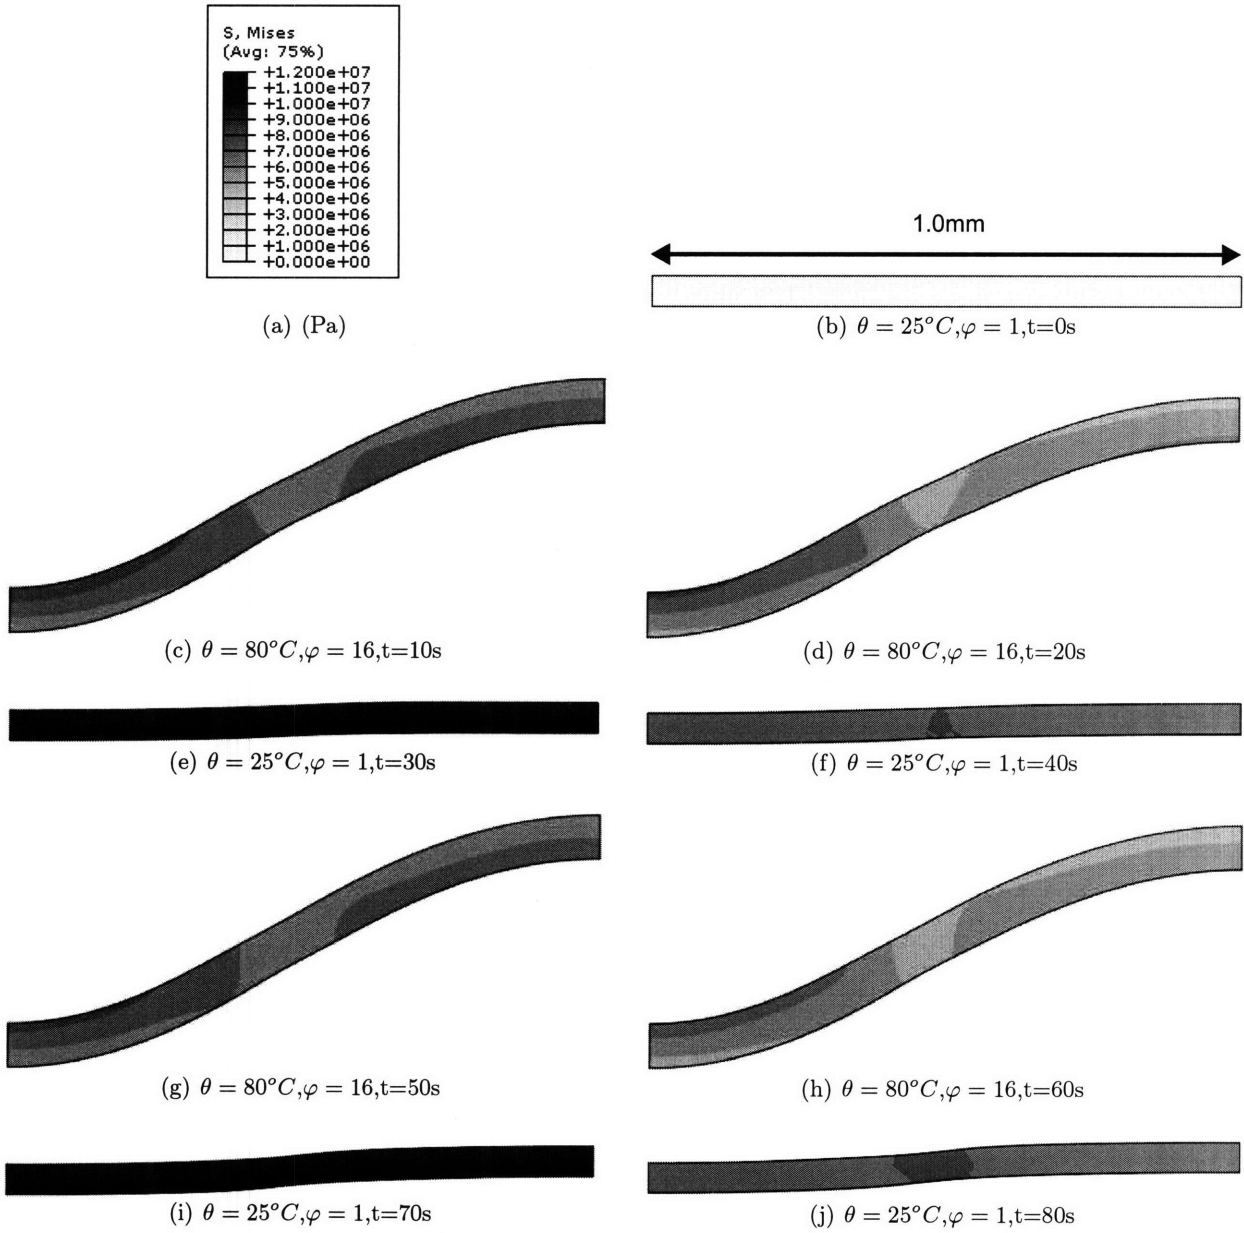 S, Mises
(Avg: 75%)
+1.200e+07
+1.100e+07
+1.000e+07
+9.000e+06
+8.000e+06
+7.000e+06
+6.000e+06
+5.000e+06
+4.000e+06
+3.000e+06
+2.000e+06
+1.000e+06
+0.000e+00
(a) (Pa)
1.0mm
(b) θ = 25°C,φ = 1,t=0s
(c) θ = 80°C,φ = 16,t=10s
(d) θ = 80°C,φ = 16,t=20s
(e) θ = 25°C,φ = 1,t=30s
(f) θ = 25°C,φ = 1,t=40s
(g) θ = 80°C,φ = 16,t=50s
(h) θ = 80°C,φ = 16,t=60s
(i) θ = 25°C,φ = 1,t=70s
(j) θ = 25°C,φ = 1,t=80s